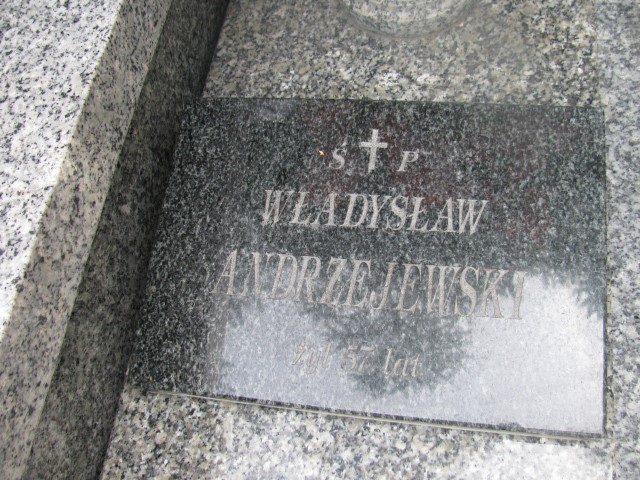 Ś P
WŁADYSŁAW
ANDRZEJEWSKI
Żył 57 lat